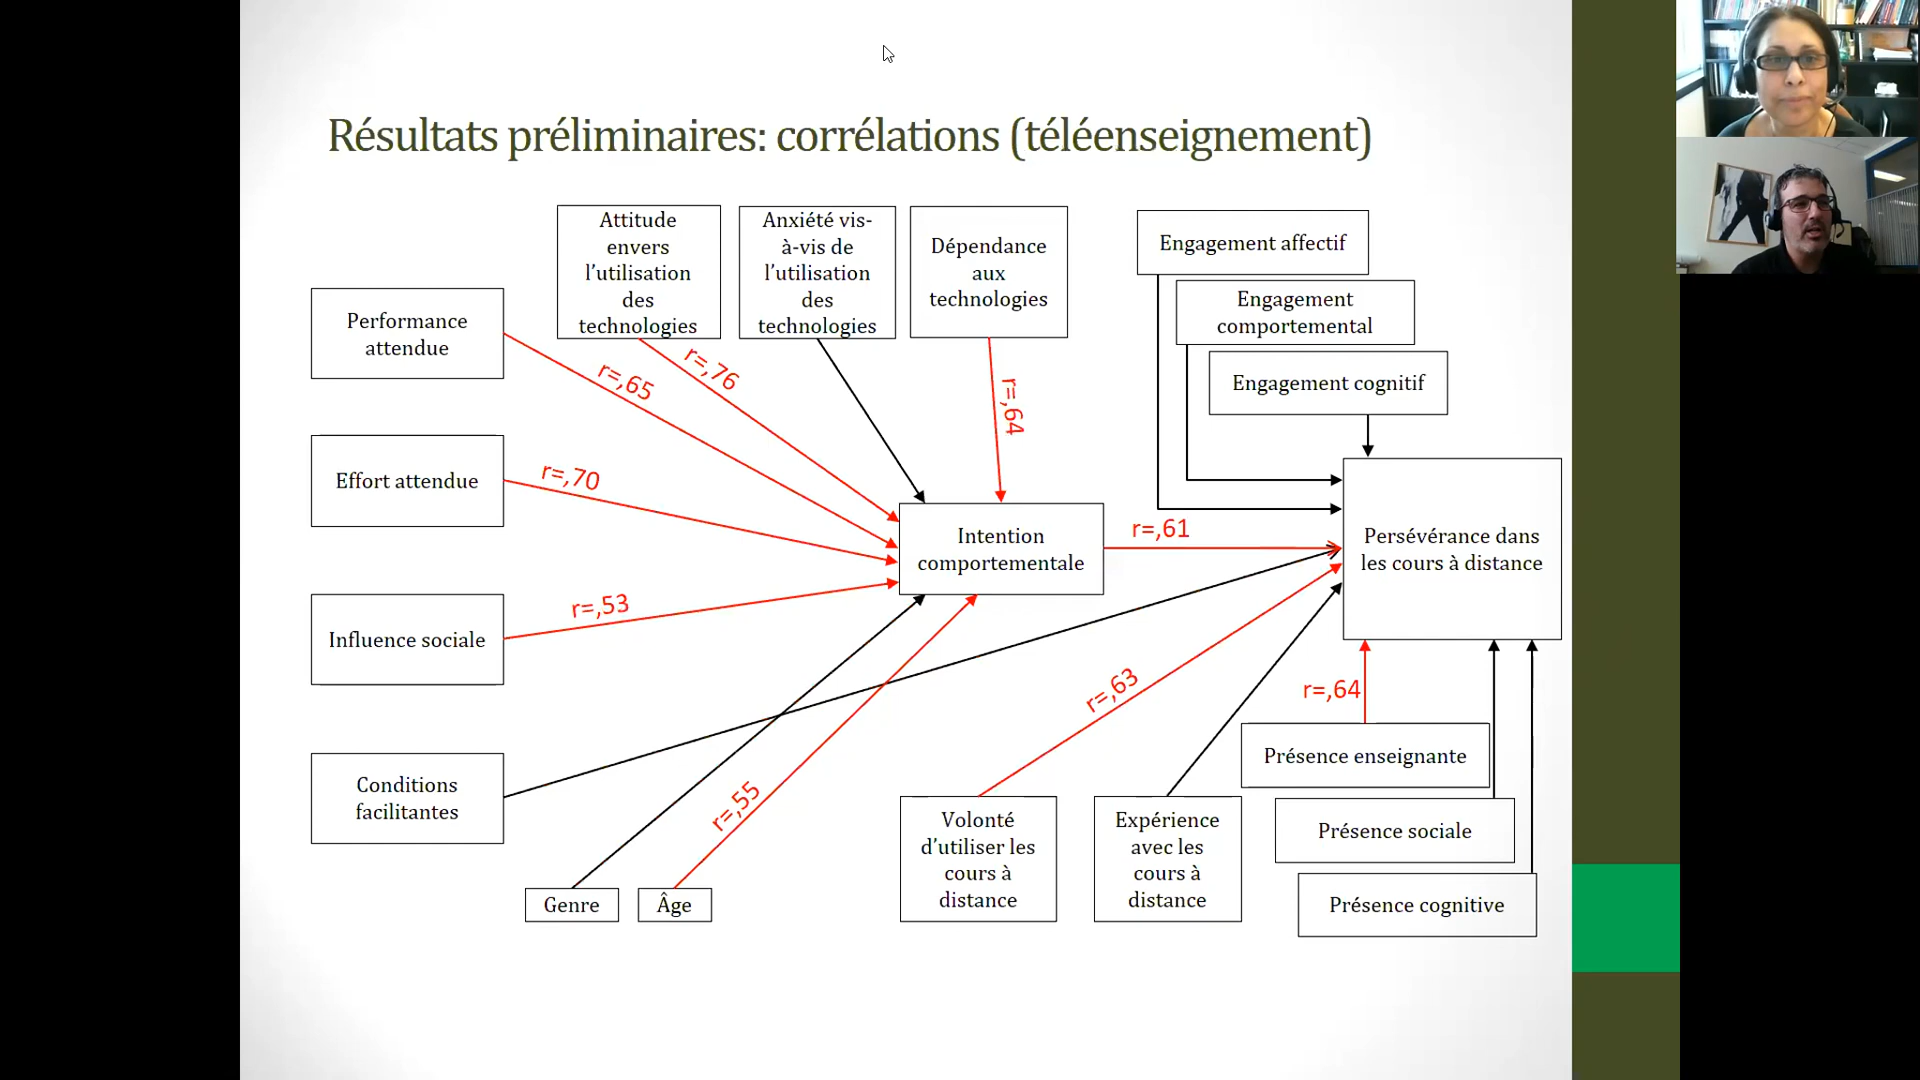 Résultats préliminaires: corrélations (téléenseignement)
Attitude
envers
l'utilisation
des
technologies
Anxiété vis-
à-vis de
l'utilisation
des
technologies
Dépendance
aux
technologies
Engagement affectif
Engagement
comportemental
Engagement cognitif
Performance
attendue
r=,65
r=,76
r=,64
Effort attendue
r=,70
Intention
comportementale
r=,61
Persévérance dans
les cours à distance
Influence sociale
r=,53
r=,63
r=,64
Conditions
facilitantes
r=,55
Genre
Âge
Volonté
d'utiliser les
cours à
distance
Expérience
avec les
cours à
distance
Présence enseignante
Présence sociale
Présence cognitive